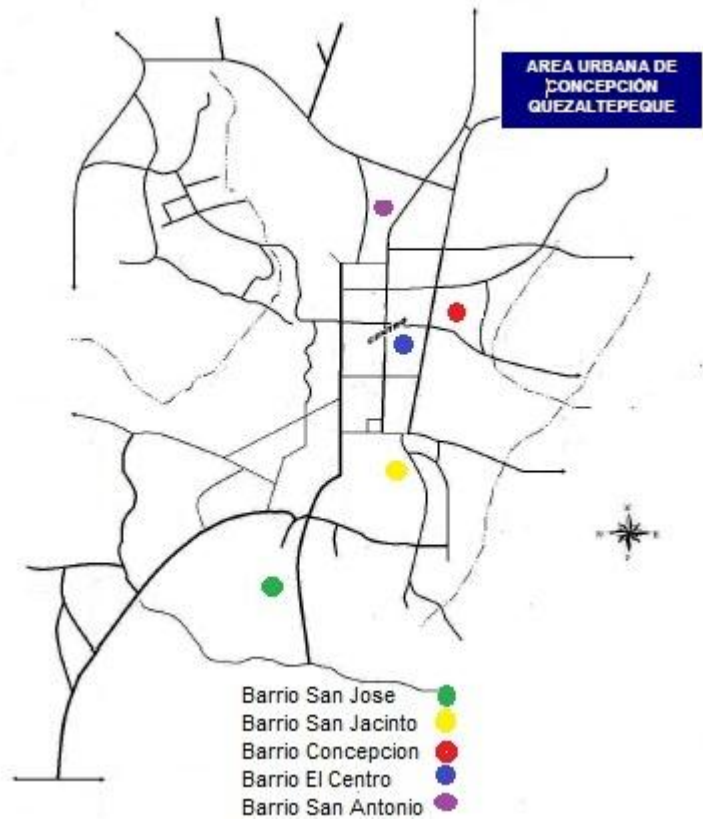 AREA URBANA DE
CONCEPCIÓN
QUEZALTEPEQUE
Barrio San Jose
Barrio San Jacinto
Barrio Concepcion
Barrio El Centro
Barrio San Antonio